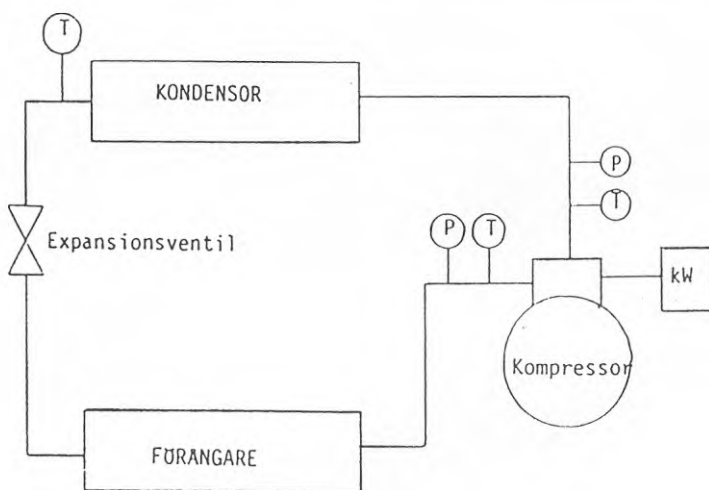 T
KONDENSOR
P
T
Expansionsventil
P
T
kW
Kompressor
FÖRÅNGARE